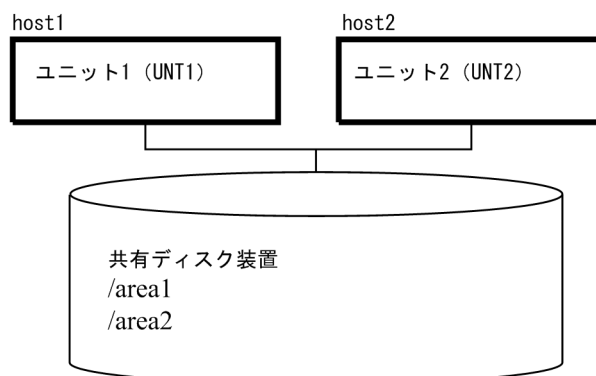 host1
host2
ユニット1（UNT1）
ユニット2（UNT2）
共有ディスク装置
/area1
/area2